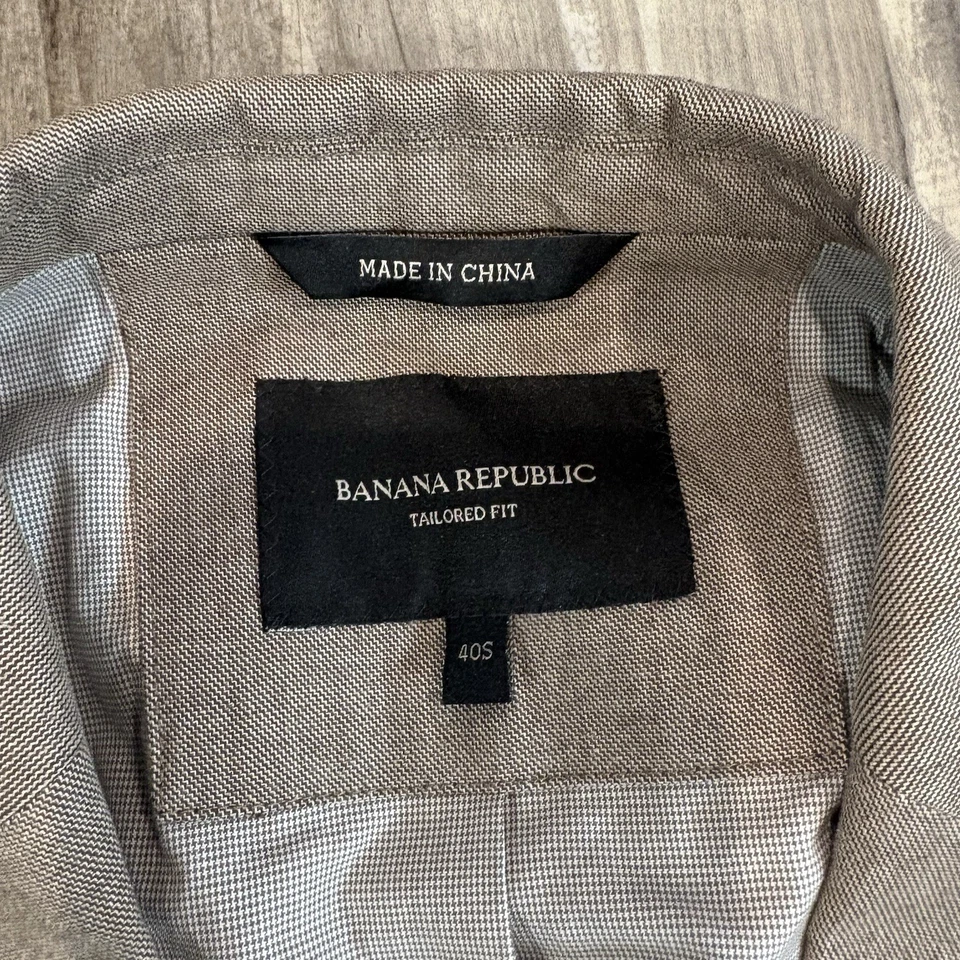 MADE IN CHINA
BANANA REPUBLIC
TAILORED FIT
40S